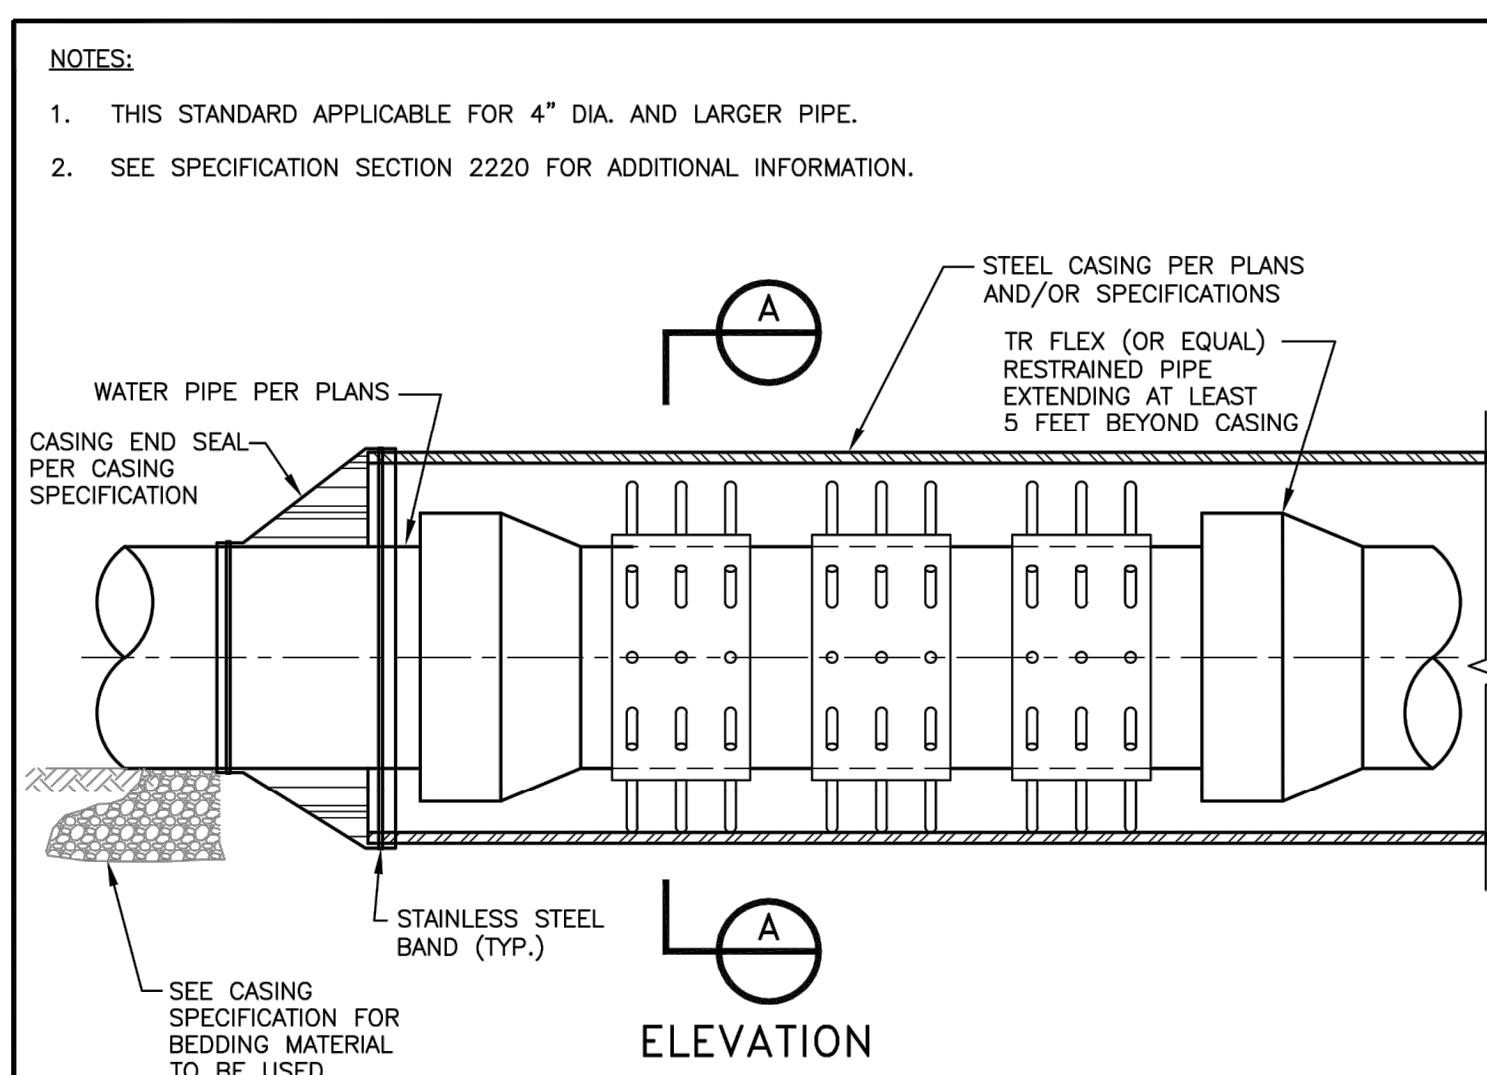 NOTES:
1. THIS STANDARD APPLICABLE FOR 4” DIA. AND LARGER PIPE.
2. SEE SPECIFICATION SECTION 2220 FOR ADDITIONAL INFORMATION.
A
STEEL CASING PER PLANS
AND/OR SPECIFICATIONS
TR FLEX (OR EQUAL)
RESTRAINED PIPE
EXTENDING AT LEAST
5 FEET BEYOND CASING
WATER PIPE PER PLANS
CASING END SEAL
PER CASING
SPECIFICATION
STAINLESS STEEL
BAND (TYP.)
A
SEE CASING
SPECIFICATION FOR
BEDDING MATERIAL
TO BE USED
ELEVATION